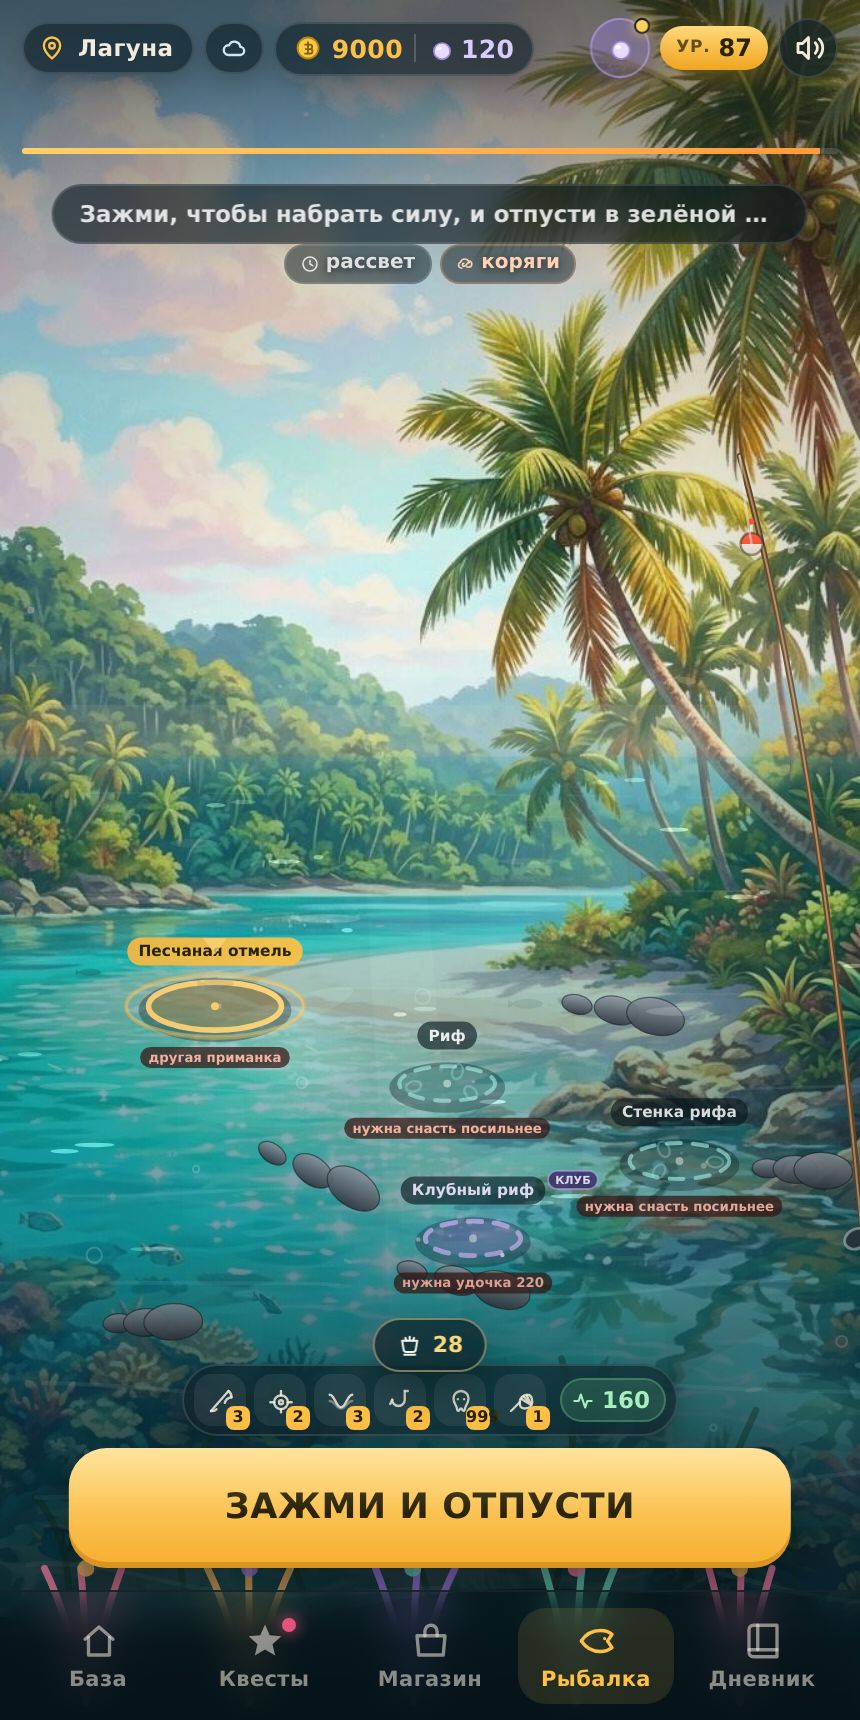 Лагуна
9000
120
УР. 87
Зажми, чтобы набрать силу, и отпусти в зелёной ...
рассвет
коряги
Песчаная отмель
другая приманка
Риф
нужна снасть посильнее
Стенка рифа
нужна снасть посильнее
Клубный риф
КЛУБ
нужна удочка 220
28
3
2
3
2
99
1
160
ЗАЖМИ И ОТПУСТИ
База
Квесты
Магазин
Рыбалка
Дневник